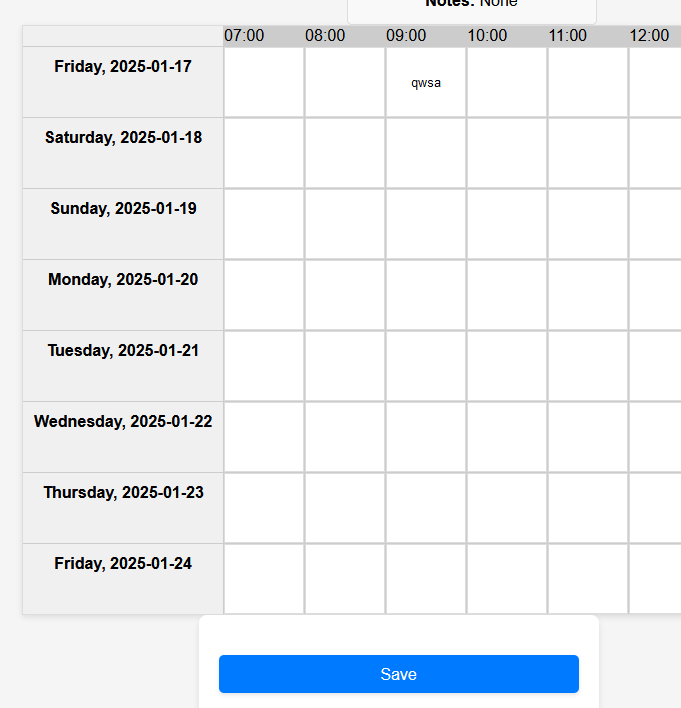 Notes: None
07:00 08:00 09:00 10:00 11:00 12:00
Friday, 2025-01-17
qwsa
Saturday, 2025-01-18
Sunday, 2025-01-19
Monday, 2025-01-20
Tuesday, 2025-01-21
Wednesday, 2025-01-22
Thursday, 2025-01-23
Friday, 2025-01-24
Save